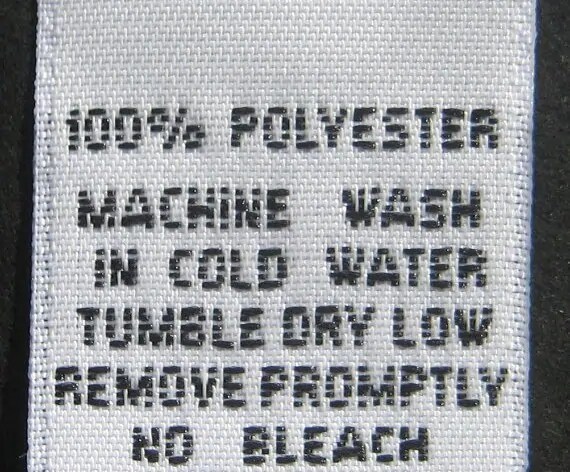 100% POLYESTER
MACHINE WASH
IN COLD WATER
TUMBLE DRY LOW
REMOVE PROMPTLY
NO BLEACH